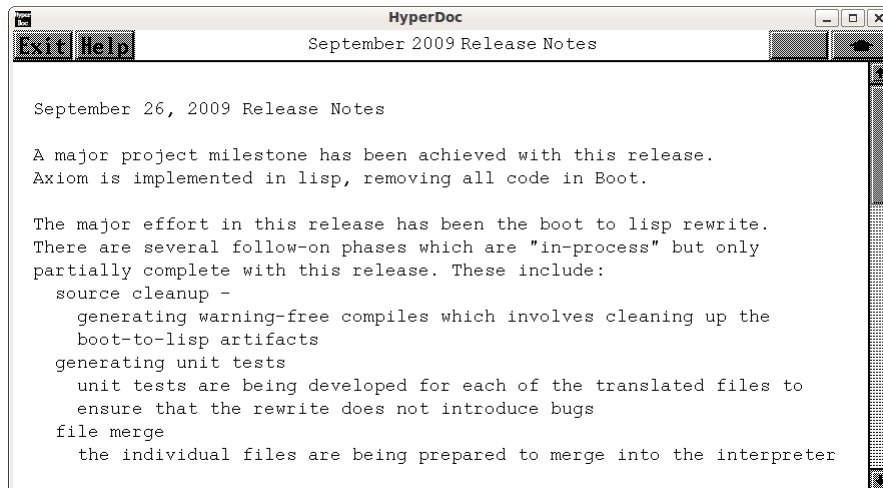 Hyper Doc
HyperDoc
Exit Help
September 2009 Release Notes
September 26, 2009 Release Notes
A major project milestone has been achieved with this release.
Axiom is implemented in lisp, removing all code in Boot.
The major effort in this release has been the boot to lisp rewrite.
There are several follow-on phases which are "in-process" but only
partially complete with this release. These include:
source cleanup -
generating warning-free compiles which involves cleaning up the
boot-to-lisp artifacts
generating unit tests
unit tests are being developed for each of the translated files to
ensure that the rewrite does not introduce bugs
file merge
the individual files are being prepared to merge into the interpreter